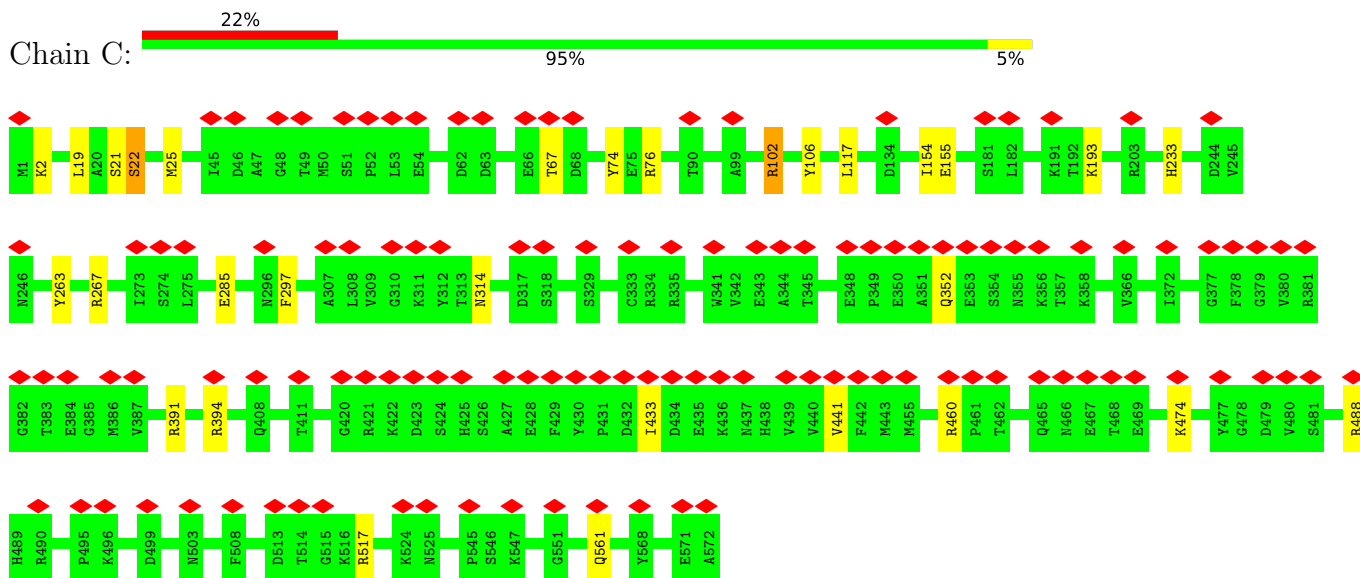 22%
Chain C:
95% 5%
M1 K2 L19 A20 S21 S22 M25 I45 D46 A47 G48 T49 M50 S51 P52 L53 E54 D62 D63 E66 T67 D68 Y74 E75 R76 T90 A99 R102 Y106 L117 D134 I154 E155 S181 L182 K191 T192 K193 R203 H233 D244 V245
N246 Y263 R267 I273 S274 L275 E285 N296 F297 A307 L308 V309 G310 K311 Y312 T313 N314 D317 S318 S329 C333 R334 R335 W341 V342 E343 A344 T345 E348 P349 E350 A351 Q352 E353 S354 N355 K356 T357 K358 V366 I372 G377 F378 G379 V380 R381
G382 T383 E384 G385 M386 V387 R391 R394 Q408 T411 G420 R421 K422 D423 S424 H425 S426 A427 E428 F429 Y430 P431 D432 I433 D434 E435 K436 N437 H438 V439 V440 V441 F442 M443 M455 R460 P461 T462 Q465 N466 E467 T468 E469 K474 Y477 G478 D479 V480 S481 R488
H489 R490 P495 K496 D499 N503 F508 D513 T514 G515 K516 R517 K524 N525 P545 S546 K547 G551 Q561 Y568 E571 A572